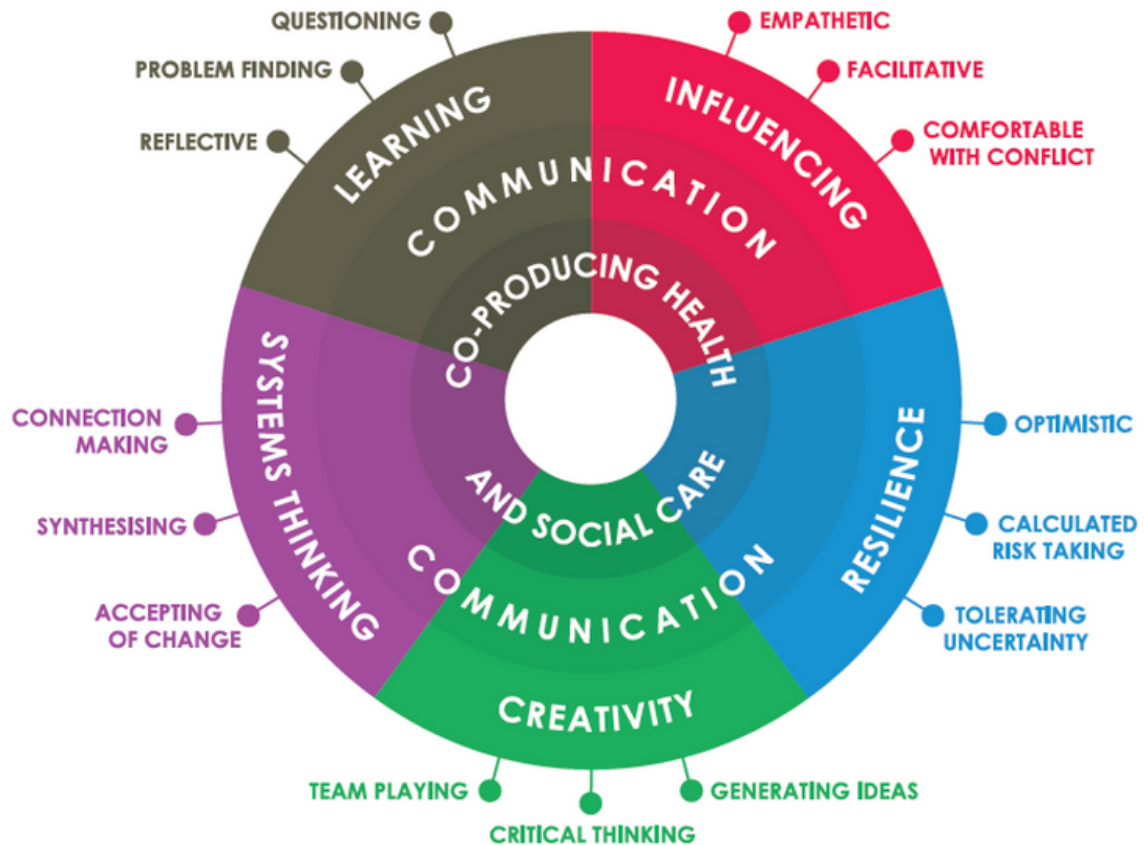 QUESTIONING
PROBLEM FINDING
REFLECTIVE
LEARNING
EMPATHETIC
FACILITATIVE
COMFORTABLE
WITH CONFLICT
INFLUENCING
COMMUNICATION
CO-PRODUCING HEALTH
AND SOCIAL CARE
COMMUNICATION
SYSTEMS THINKING
CONNECTION
MAKING
SYNTHESISING
ACCEPTING
OF CHANGE
RESILIENCE
OPTIMISTIC
CALCULATED
RISK TAKING
TOLERATING
UNCERTAINTY
CREATIVITY
TEAM PLAYING
CRITICAL THINKING
GENERATING IDEAS